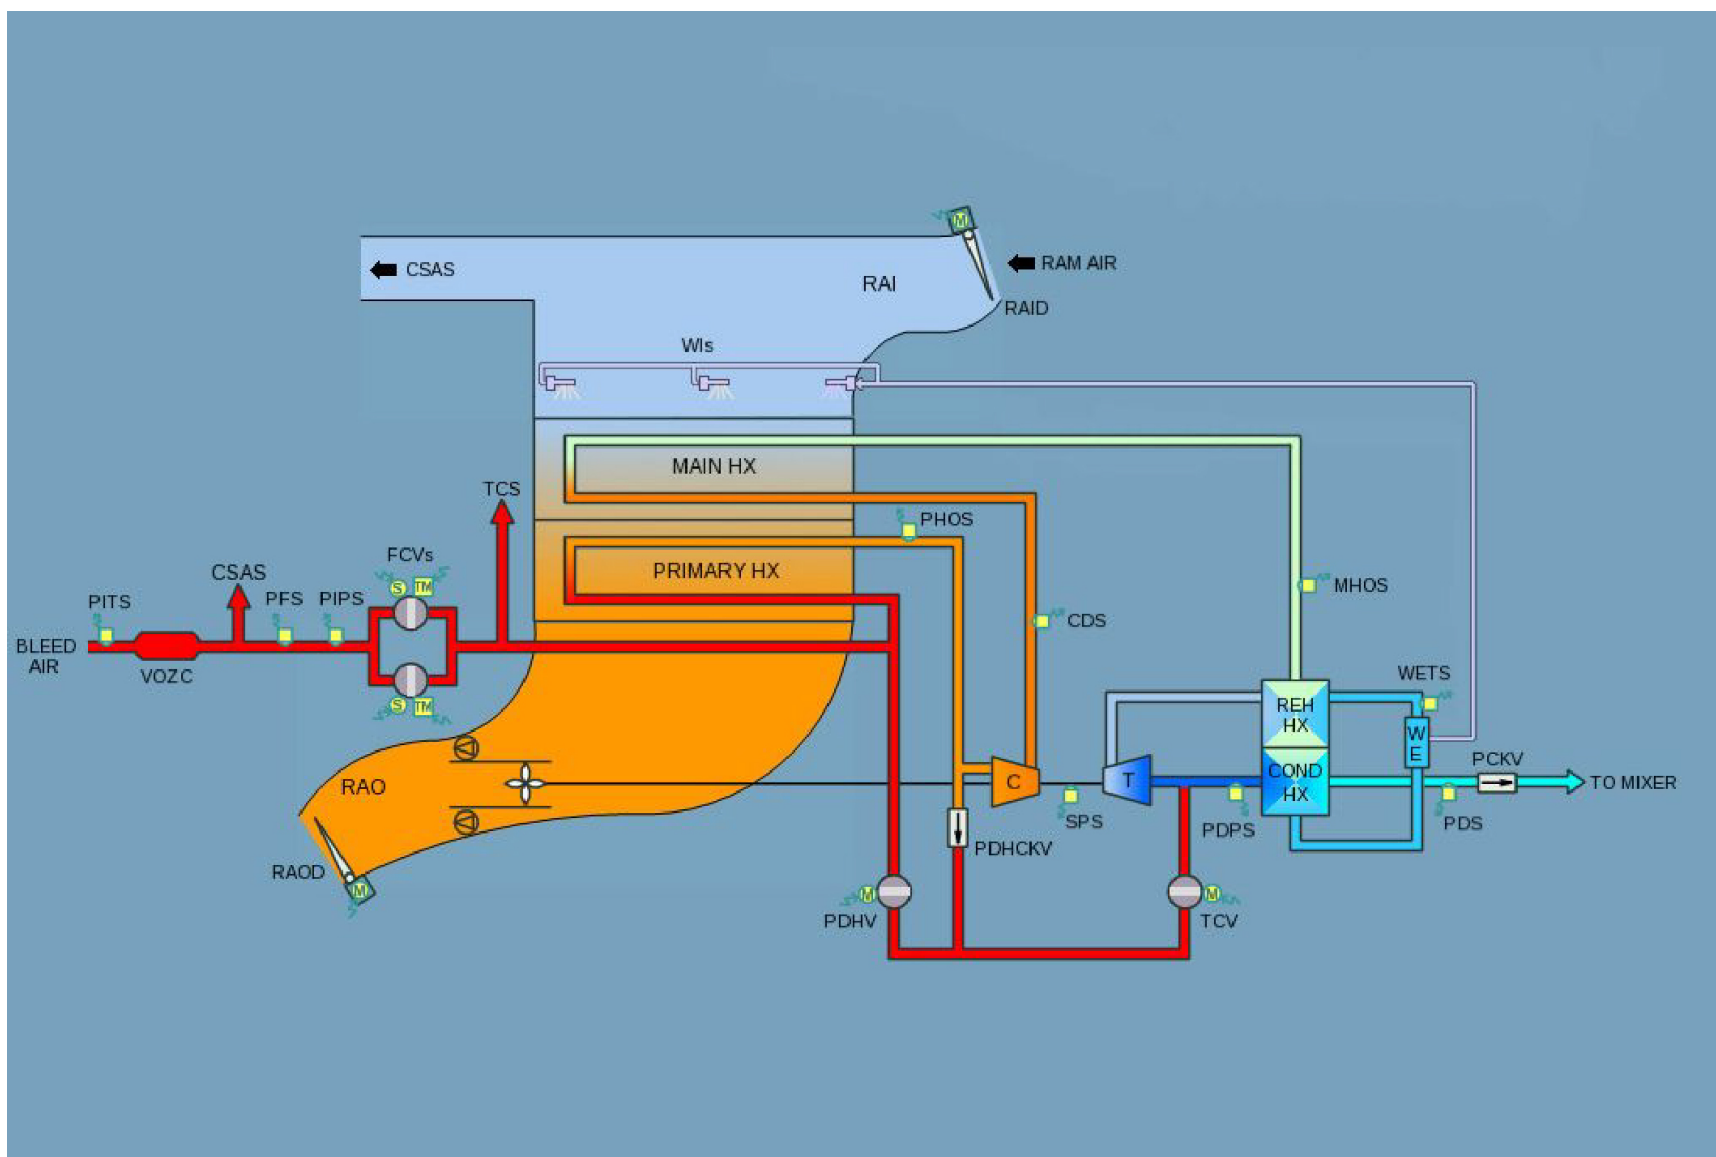 M
CSAS
RAI
RAM AIR
RAID
WIs
MAIN HX
TCS
PHOS
FCVs
PRIMARY HX
CSAS
S
TM
MHOS
PITS
PFS
PIPS
CDS
BLEED
AIR
VOZC
WETS
S
TM
REH
HX
W
E
PCKV
COND
HX
C
T
TO MIXER
RAO
SPS
PDPS
PDS
PDHCKV
RAOD
M
M
M
PDHV
TCV